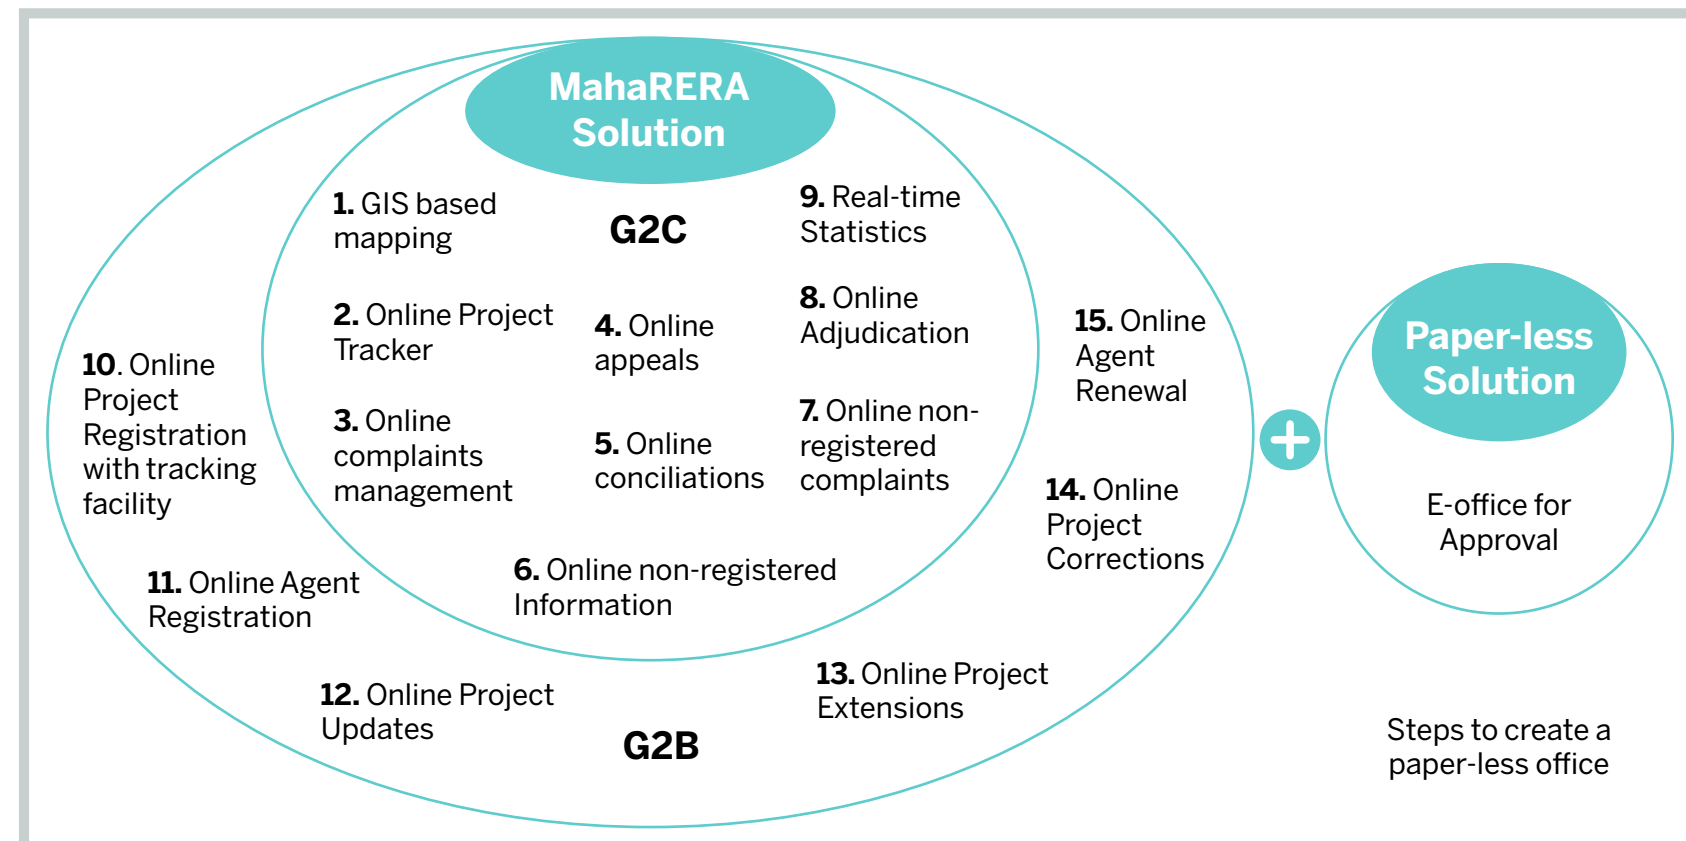 MahaRERA
Solution
G2C
1. GIS based
mapping
2. Online Project
Tracker
3. Online
complaints
management
4. Online
appeals
5. Online
conciliations
6. Online non-registered
Information
7. Online non-
registered
complaints
8. Online
Adjudication
9. Real-time
Statistics
10. Online
Project
Registration
with tracking
facility
11. Online Agent
Registration
12. Online Project
Updates
G2B
13. Online Project
Extensions
14. Online
Project
Corrections
15. Online
Agent
Renewal
+
Paper-less
Solution
E-office for
Approval
Steps to create a
paper-less office